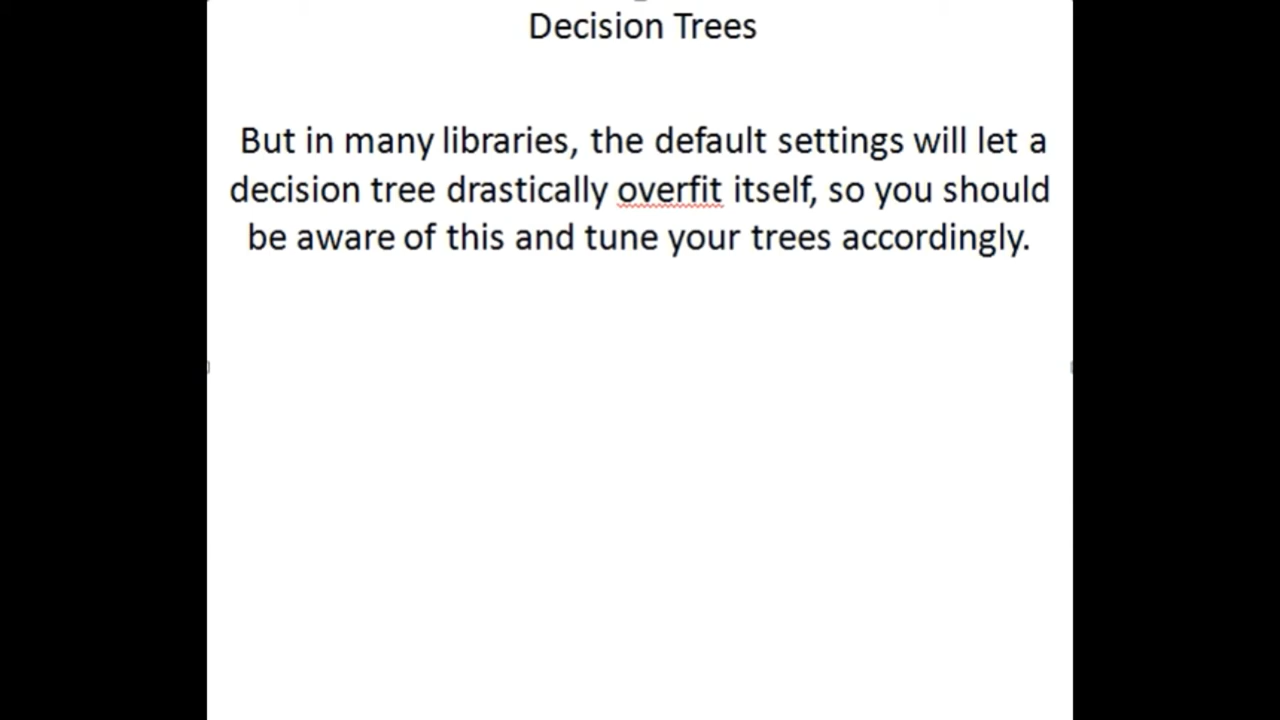 Decision Trees
But in many libraries, the default settings will let a
decision tree drastically overfit itself, so you should
be aware of this and tune your trees accordingly.